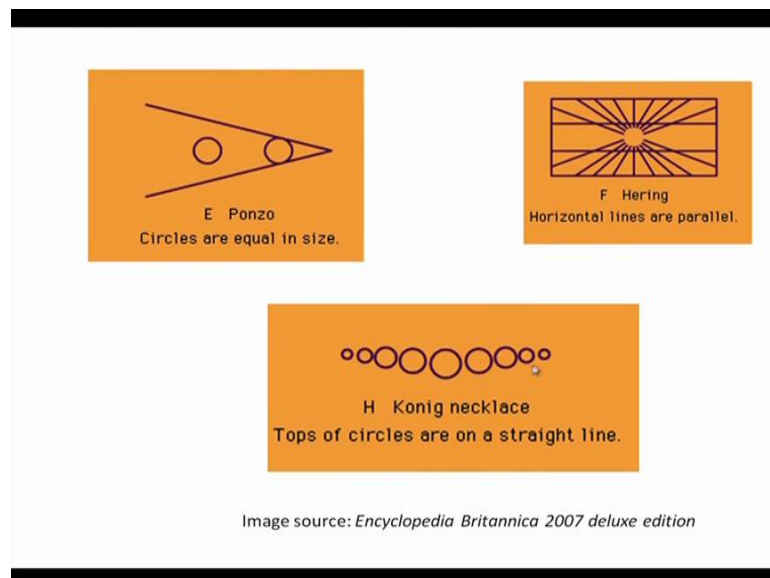 E Ponzo
Circles are equal in size.
F Hering
Horizontal lines are parallel.
H Konig necklace
Tops of circles are on a straight line.
Image source: Encyclopedia Britannica 2007 deluxe edition